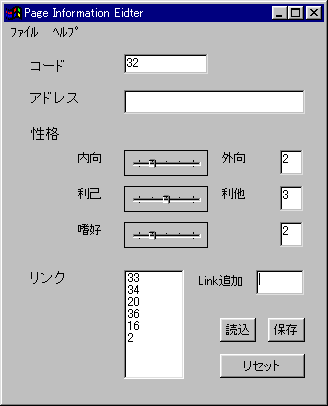 Page Information Eidter
ﾌｧｲﾙ ﾍﾙﾌﾟ
コード 32
アドレス
性格
内向 外向 2
利己 利他 3
嗜好 2
リンク 33 Link追加
34
20
36
16
2
読込 保存
リセット